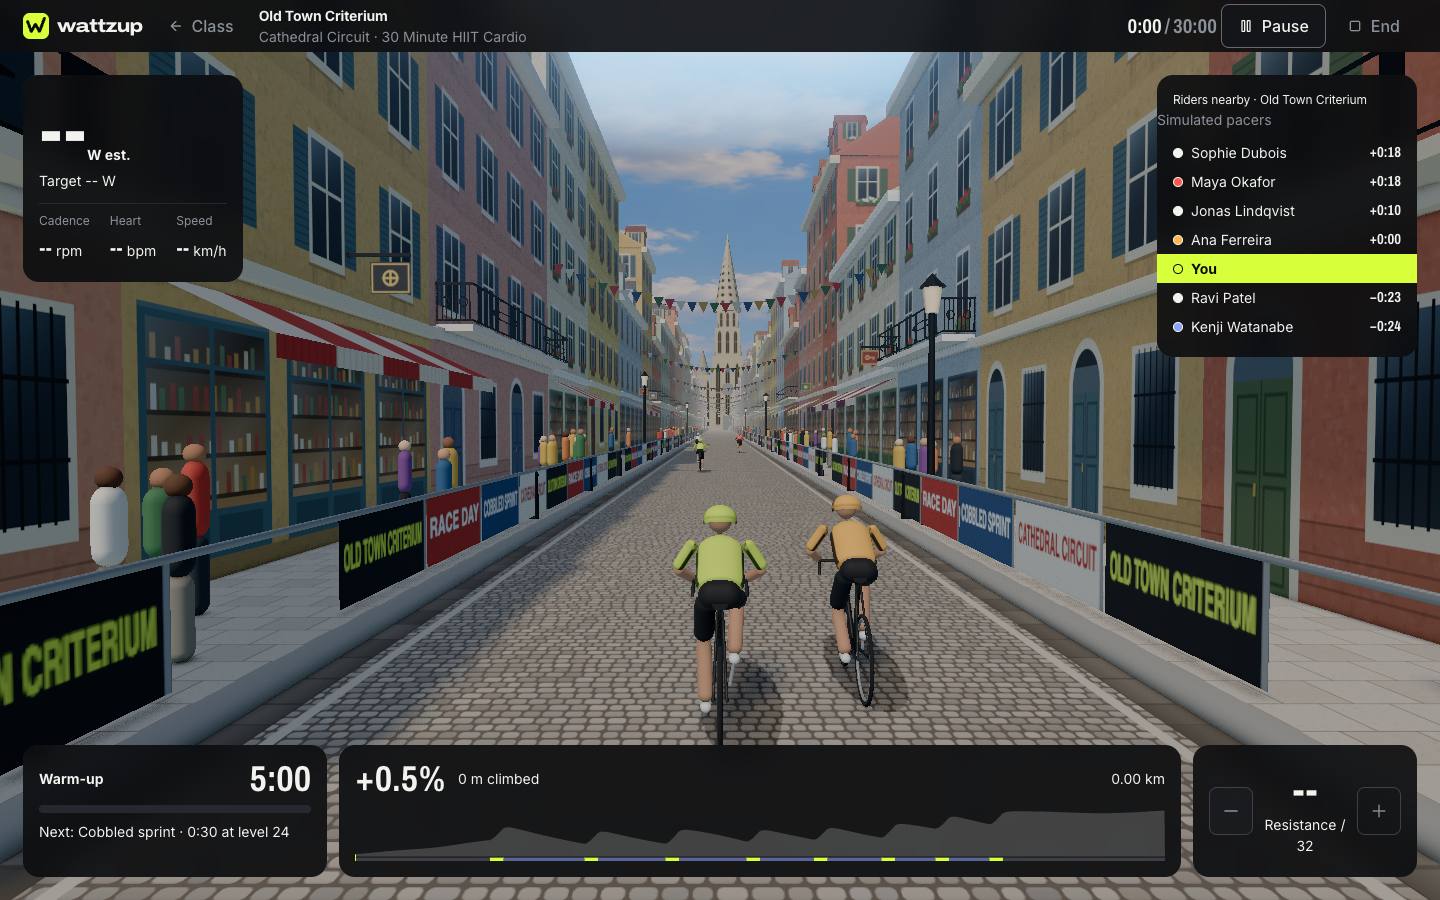 wattzup
Class
Old Town Criterium
Cathedral Circuit · 30 Minute HIIT Cardio
0:00 / 30:00
Pause
End
--
W est.
Target -- W
Cadence Heart Speed
-- rpm -- bpm -- km/h
Riders nearby · Old Town Criterium
Simulated pacers
Sophie Dubois +0:18
Maya Okafor +0:18
Jonas Lindqvist +0:10
Ana Ferreira +0:00
You
Ravi Patel −0:23
Kenji Watanabe −0:24
N CRITERIUM
OLD TOWN CRITERIUM
RACE DAY
COBBLED SPRINT
RACE DAY
COBBLED SPRINT
CATHEDRAL CIRCUIT
OLD TOWN CRITERIUM
Warm-up 5:00
Next: Cobbled sprint · 0:30 at level 24
+0.5% 0 m climbed 0.00 km
--
Resistance /
32